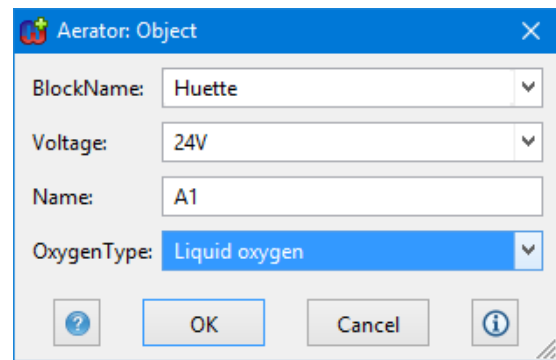 Aerator: Object
BlockName: Huette
Voltage: 24V
Name: A1
OxygenType: Liquid oxygen
OK Cancel